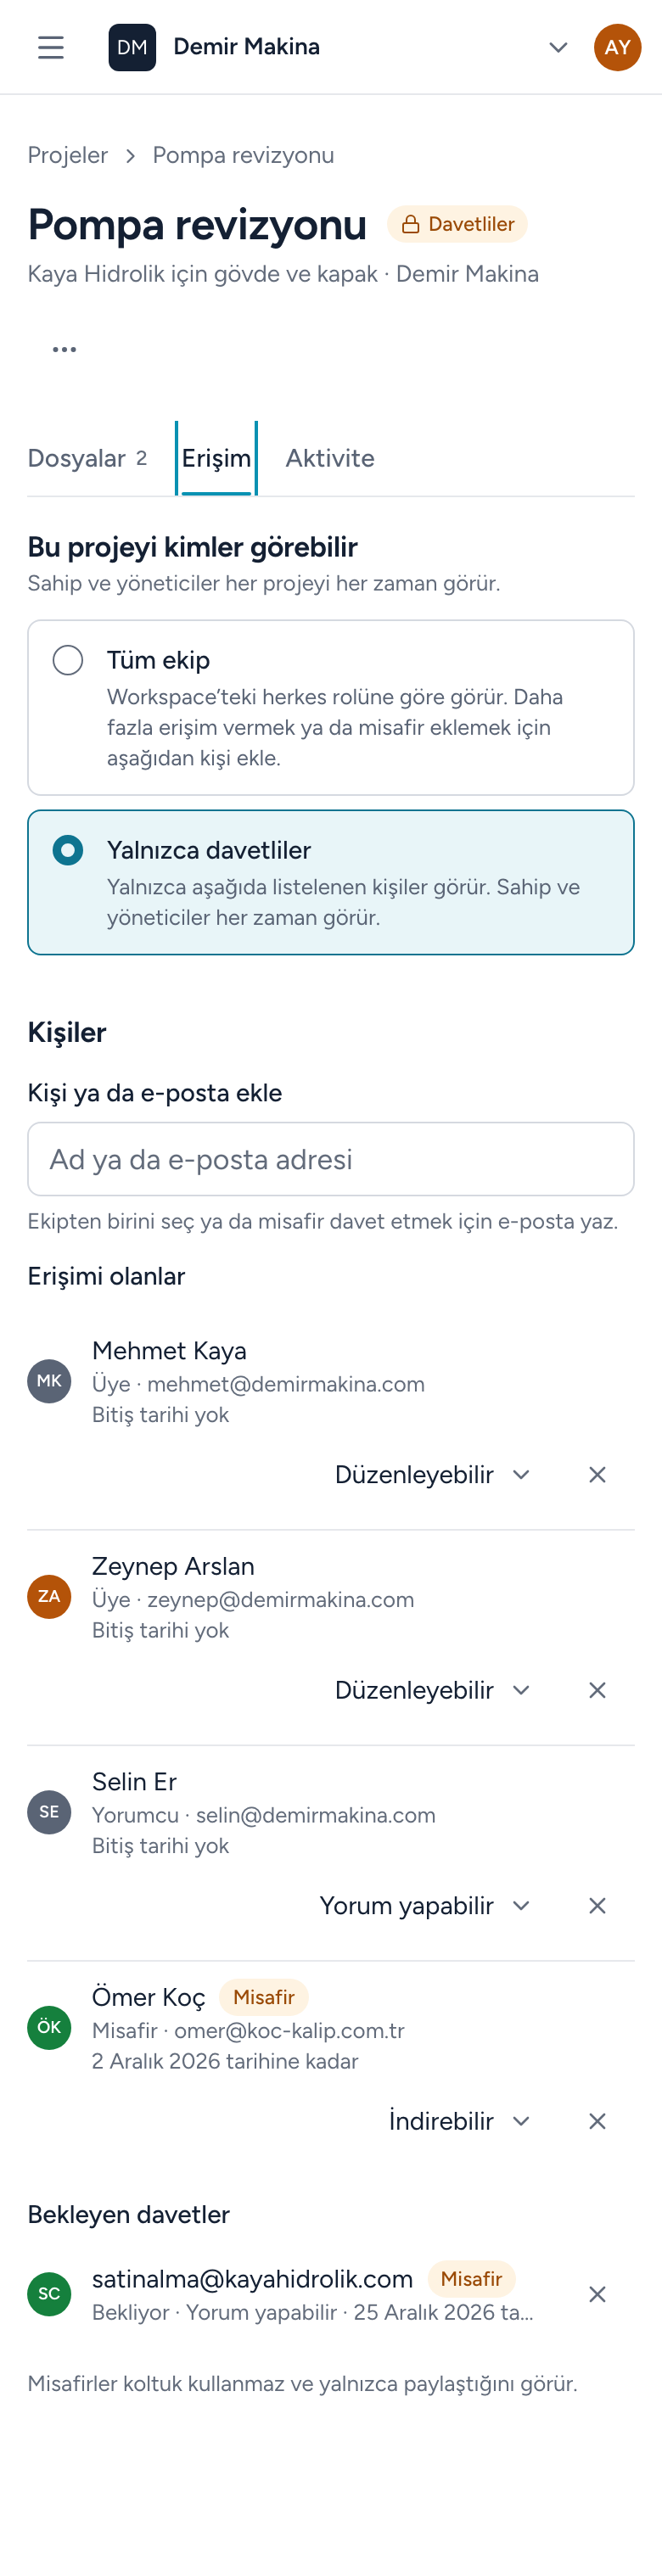 DM Demir Makina AY
Projeler > Pompa revizyonu
Pompa revizyonu Davetliler
Kaya Hidrolik için gövde ve kapak · Demir Makina
Dosyalar 2 Erişim Aktivite
Bu projeyi kimler görebilir
Sahip ve yöneticiler her projeyi her zaman görür.
Tüm ekip
Workspace’teki herkes rolüne göre görür. Daha
fazla erişim vermek ya da misafir eklemek için
aşağıdan kişi ekle.
Yalnızca davetliler
Yalnızca aşağıda listelenen kişiler görür. Sahip ve
yöneticiler her zaman görür.
Kişiler
Kişi ya da e-posta ekle
Ad ya da e-posta adresi
Ekipten birini seç ya da misafir davet etmek için e-posta yaz.
Erişimi olanlar
Mehmet Kaya
MK
Üye · mehmet@demirmakina.com
Bitiş tarihi yok
Düzenleyebilir
Zeynep Arslan
ZA
Üye · zeynep@demirmakina.com
Bitiş tarihi yok
Düzenleyebilir
Selin Er
SE
Yorumcu · selin@demirmakina.com
Bitiş tarihi yok
Yorum yapabilir
Ömer Koç Misafir
ÖK
Misafir · omer@koc-kalip.com.tr
2 Aralık 2026 tarihine kadar
İndirebilir
Bekleyen davetler
satinalma@kayahidrolik.com Misafir
SC
Bekliyor · Yorum yapabilir · 25 Aralık 2026 ta...
Misafirler koltuk kullanmaz ve yalnızca paylaştığını görür.